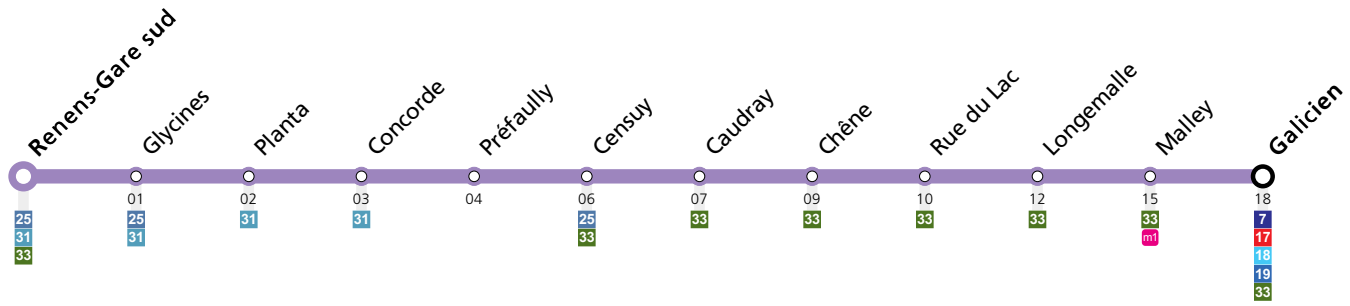 Renens-Gare sud
Glycines
Planta
Concorde
Préfaully
Censuy
Caudray
Chêne
Rue du Lac
Longemalle
Malley
Galicien
01 02 03 04 06 07 09 10 12 15 18
25 25 31 31 25 33 33 33 33 33 7
31 31 33 m1 17
33 18
19
33